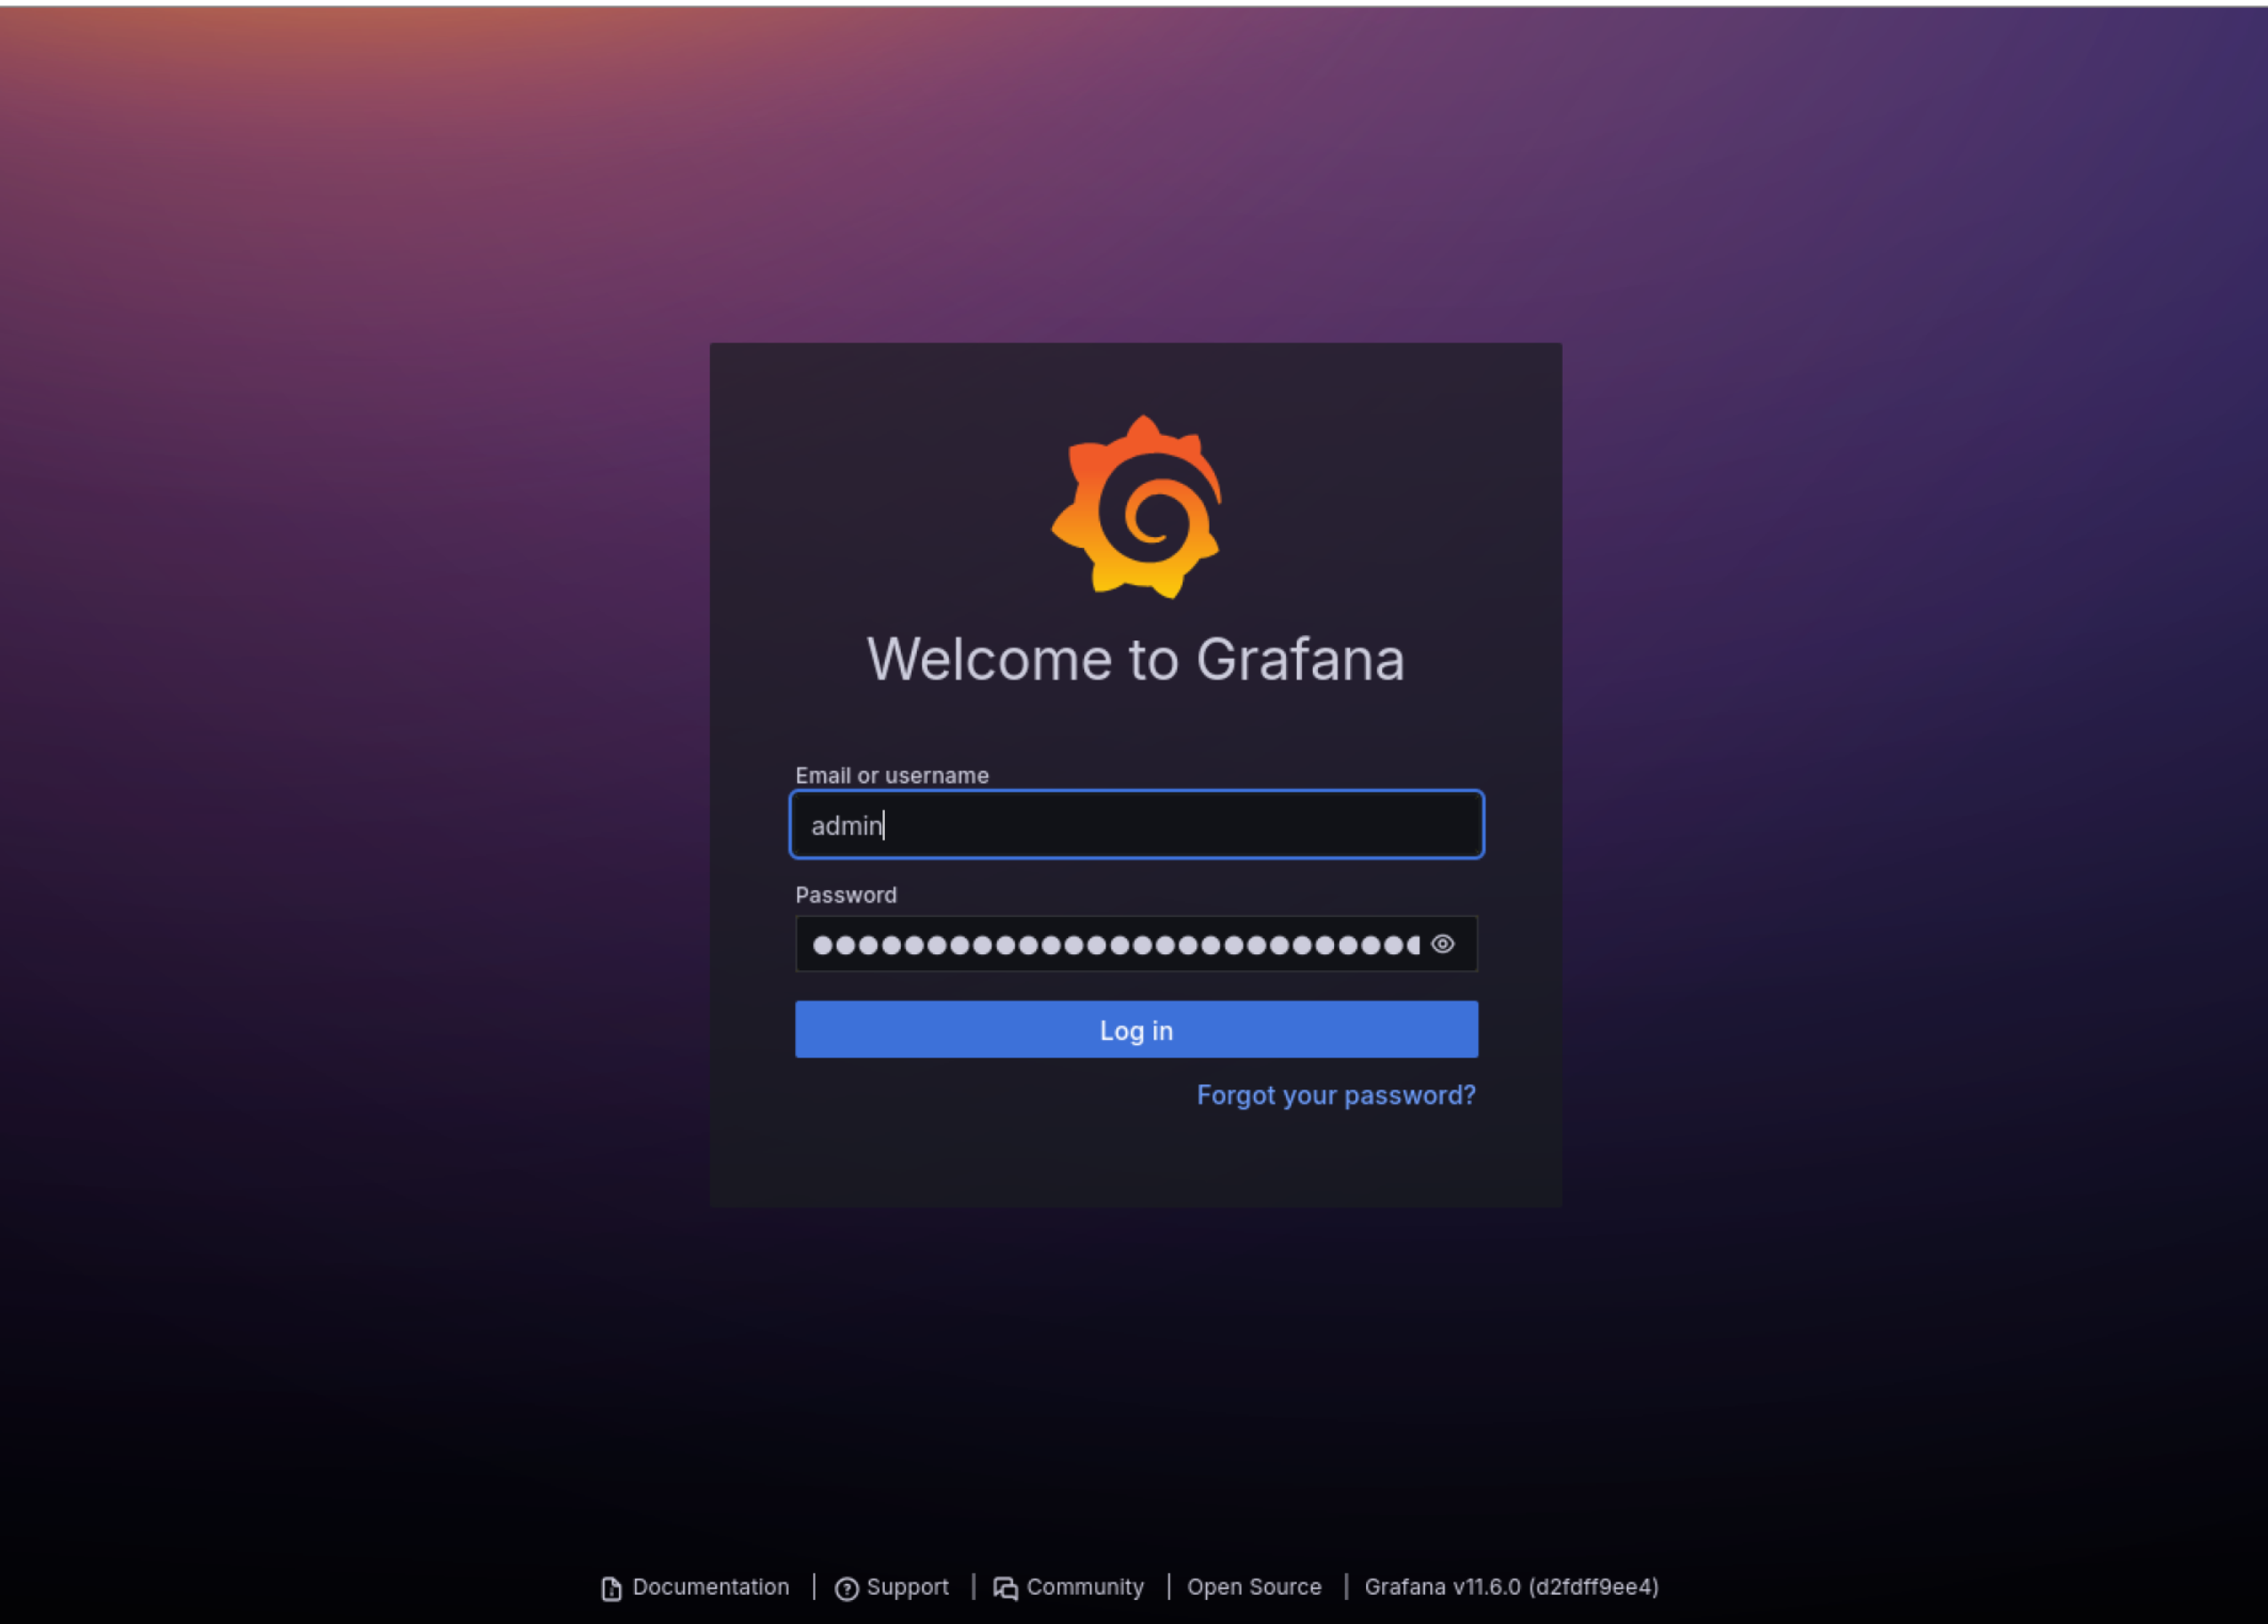 Welcome to Grafana
Email or username
admin
Password
Log in
Forgot your password?
Documentation | Support | Community | Open Source | Grafana v11.6.0 (d2fdff9ee4)